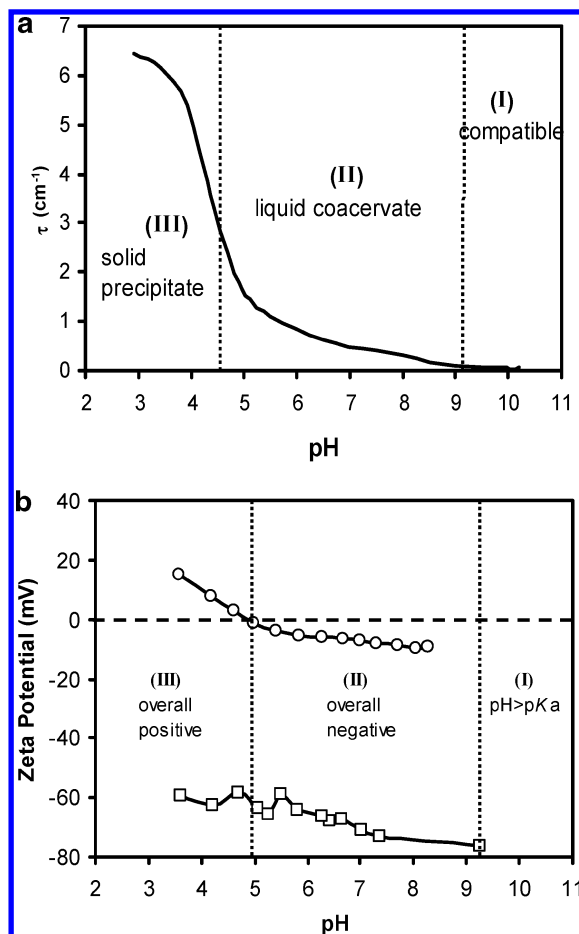 a
7
6
5
4
3
2
1
0
τ (cm⁻¹)
(I)
compatible
(II)
liquid coacervate
(III)
solid
precipitate
2 3 4 5 6 7 8 9 10 11
pH
b
40
20
0
-20
-40
-60
-80
Zeta Potential (mV)
(III)
overall
positive
(II)
overall
negative
(I)
pH>pKa
2 3 4 5 6 7 8 9 10 11
pH